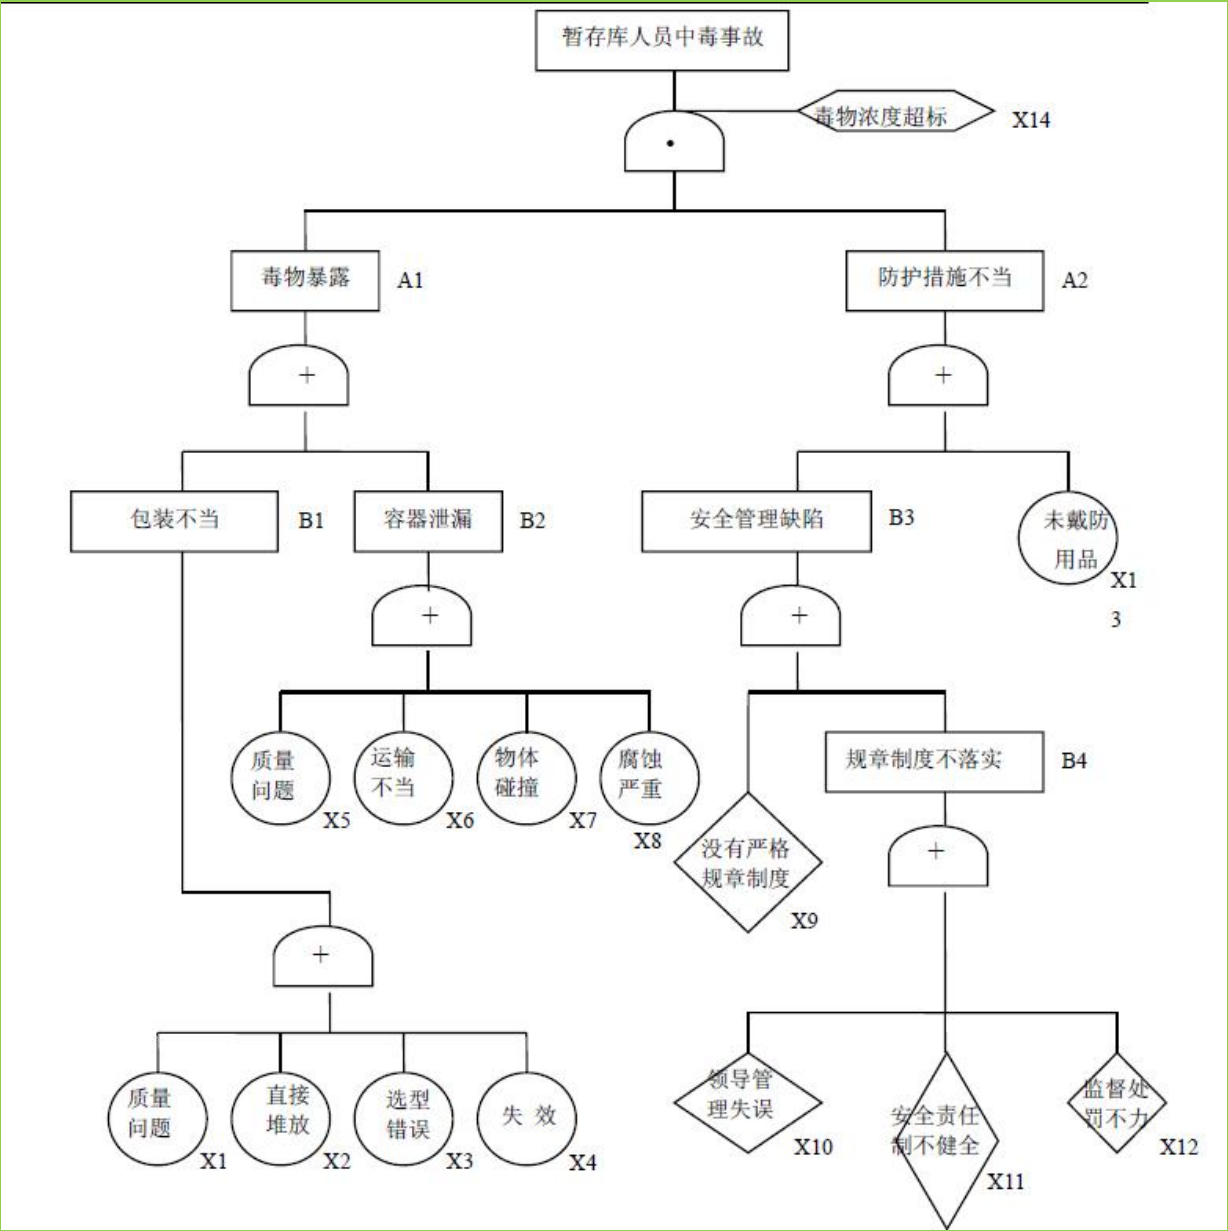 暂存库人员中毒事故
毒物浓度超标
X14
•
毒物暴露
A1
防护措施不当
A2
+
+
包装不当
B1
容器泄漏
B2
安全管理缺陷
B3
未戴防
用品
X1
3
+
+
质量
问题
X5
运输
不当
X6
物体
碰撞
X7
腐蚀
严重
X8
规章制度不落实
B4
没有严格
规章制度
X9
+
+
质量
问题
X1
直接
堆放
X2
选型
错误
X3
失 效
X4
领导管
理失误
X10
安全责任
制不健全
X11
监督处
罚不力
X12